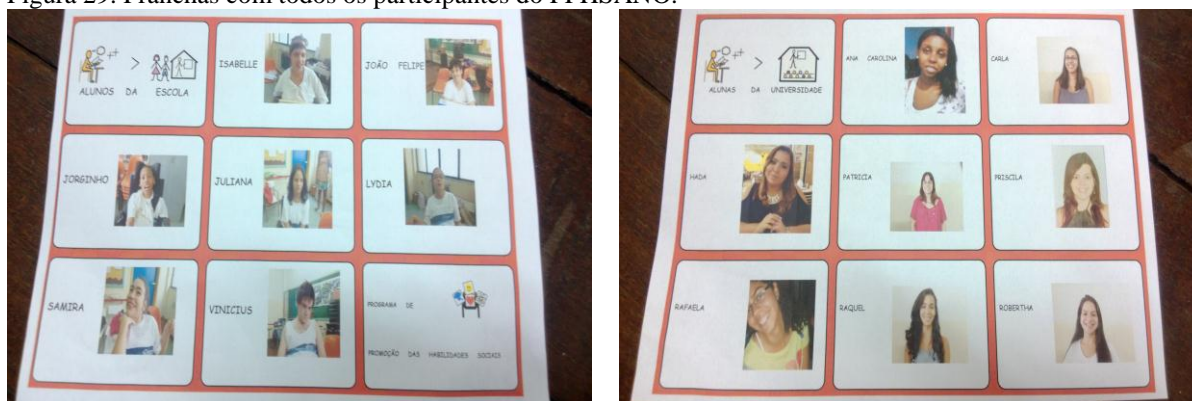 Figura 29. Pranchas com todos os participantes do PPHSANO.
ALUNOS DA ESCOLA
ISABELLE
JOÃO FELIPE
JORGINHO
JULIANA
LYDIA
SAMIRA
VINICIUS
PROGRAMA DE
PROMOÇÃO DAS HABILIDADES SOCIAIS
ALUNAS DA UNIVERSIDADE
ANA CAROLINA
CARLA
HADA
PATRICIA
PRISCILA
RAFAELA
RAQUEL
ROBERTHA